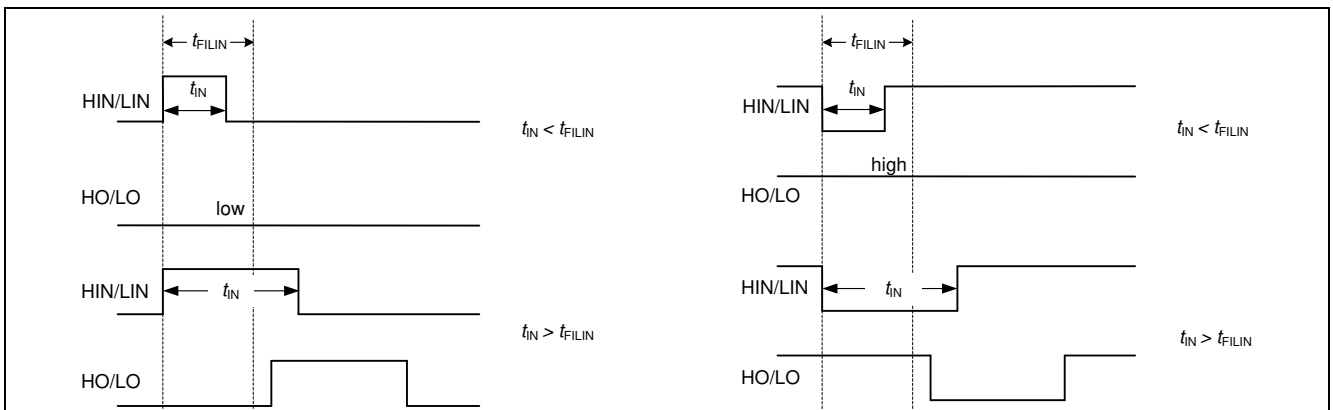 tFILIN
HIN/LIN
tIN
tIN < tFILIN
HO/LO
low
HIN/LIN
tIN
tIN > tFILIN
HO/LO
tFILIN
HIN/LIN
tIN
tIN < tFILIN
high
HO/LO
HIN/LIN
tIN
tIN > tFILIN
HO/LO